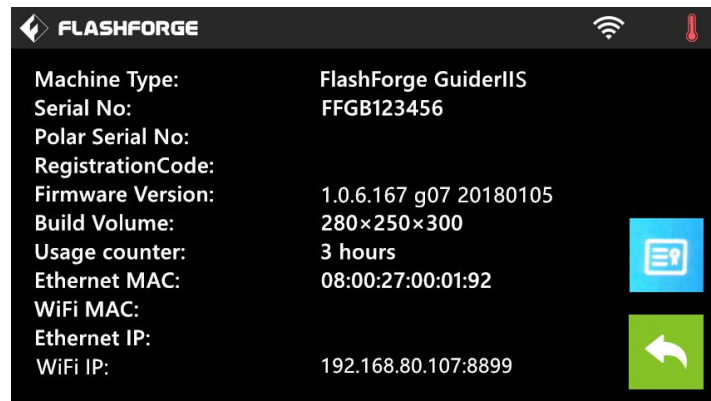 FLASHFORGE
Machine Type: FlashForge GuiderIIS
Serial No: FFGB123456
Polar Serial No:
RegistrationCode:
Firmware Version: 1.0.6.167 g07 20180105
Build Volume: 280×250×300
Usage counter: 3 hours
Ethernet MAC: 08:00:27:00:01:92
WiFi MAC:
Ethernet IP:
WiFi IP: 192.168.80.107:8899